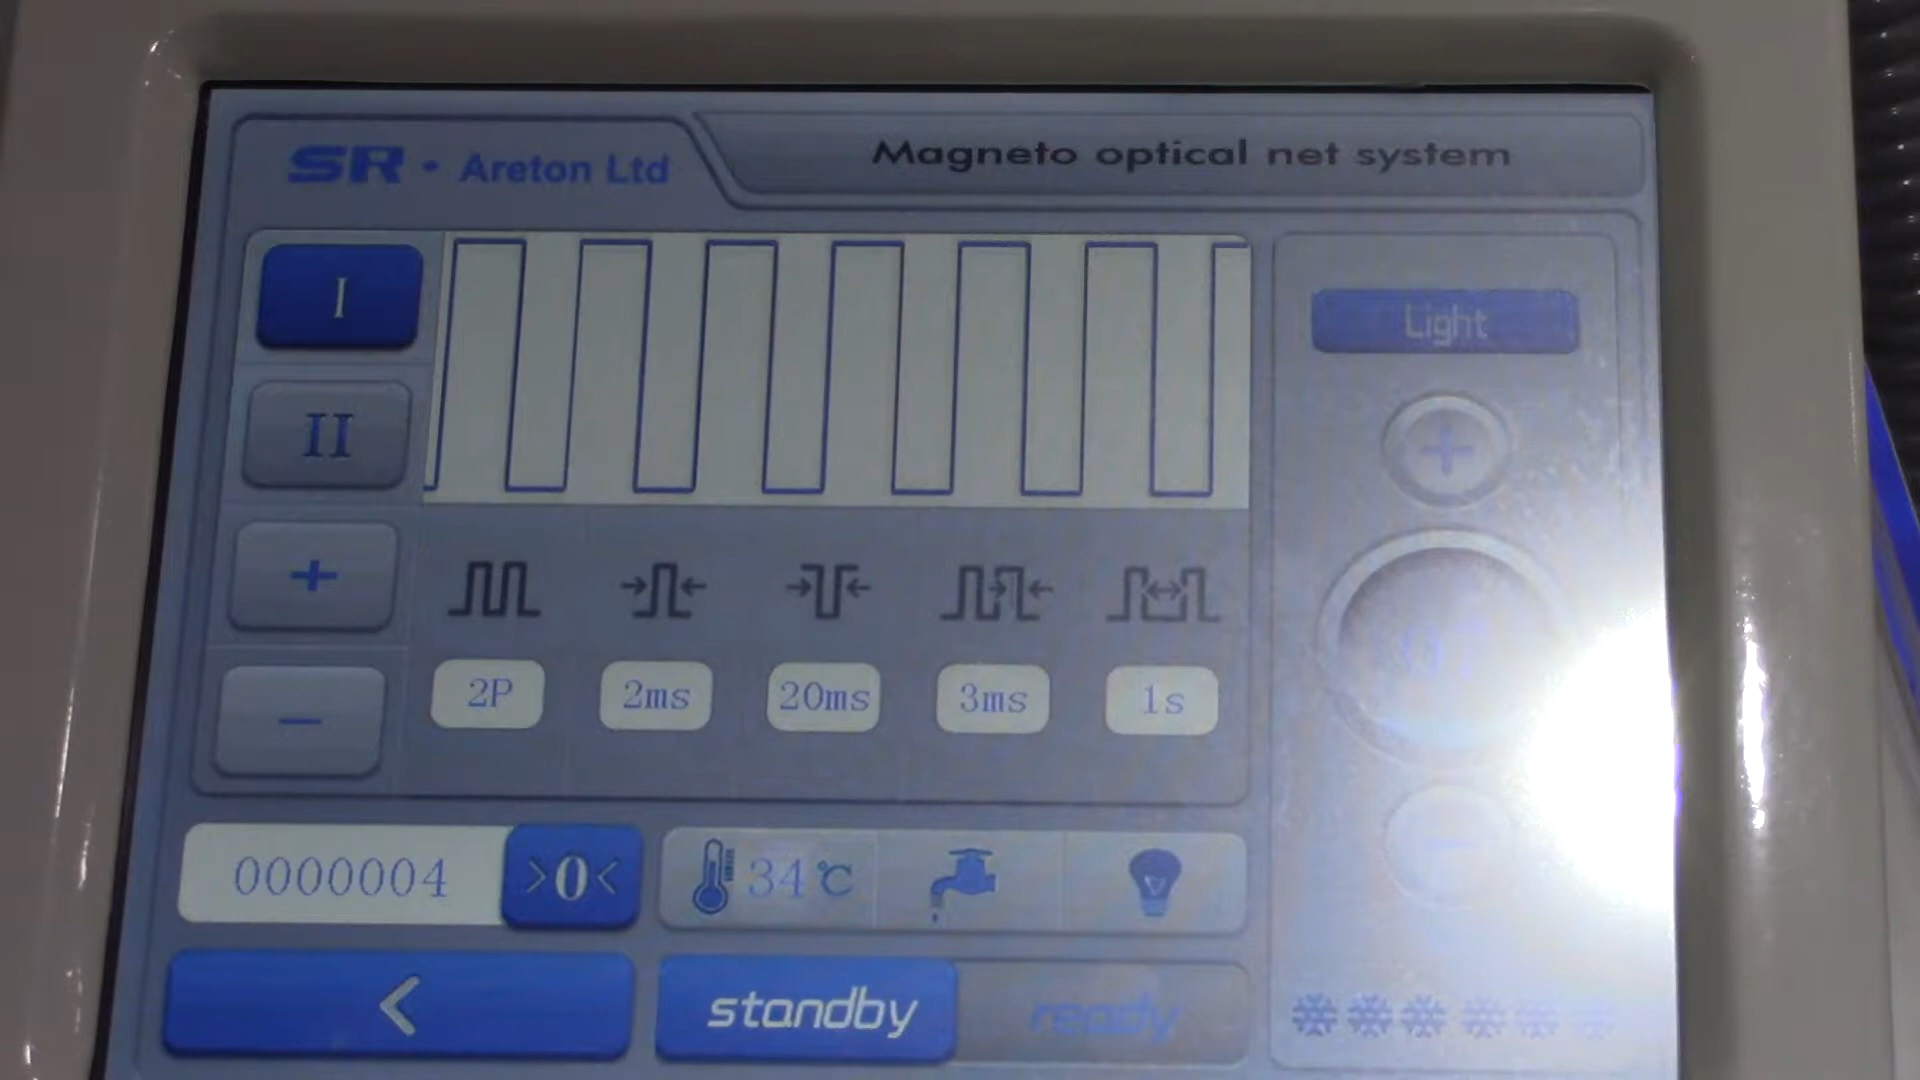 SR · Areton Ltd
Magneto optical net system
I
II
+
−
2P 2ms 20ms 3ms 1s
Light
+
−
0000004 >0< 34 ℃
< standby ready